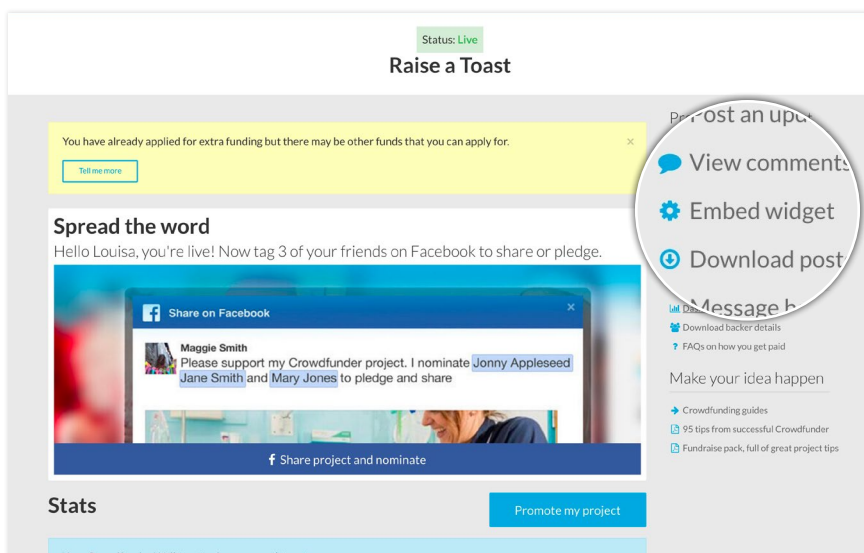 Status: Live
Raise a Toast
You have already applied for extra funding but there may be other funds that you can apply for.
×
Tell me more
Spread the word
Hello Louisa, you're live! Now tag 3 of your friends on Facebook to share or pledge.
Share on Facebook
×
Maggie Smith
Please support my Crowdfunder project. I nominate Jonny Appleseed
Jane Smith and Mary Jones to pledge and share
Share project and nominate
Stats
Promote my project
Post an
View comments
Embed widget
Download post
Message
Download backer details
? FAQs on how you get paid
Make your idea happen
Crowdfunding guides
95 tips from successful Crowdfunder
Fundraise pack, full of great project tips